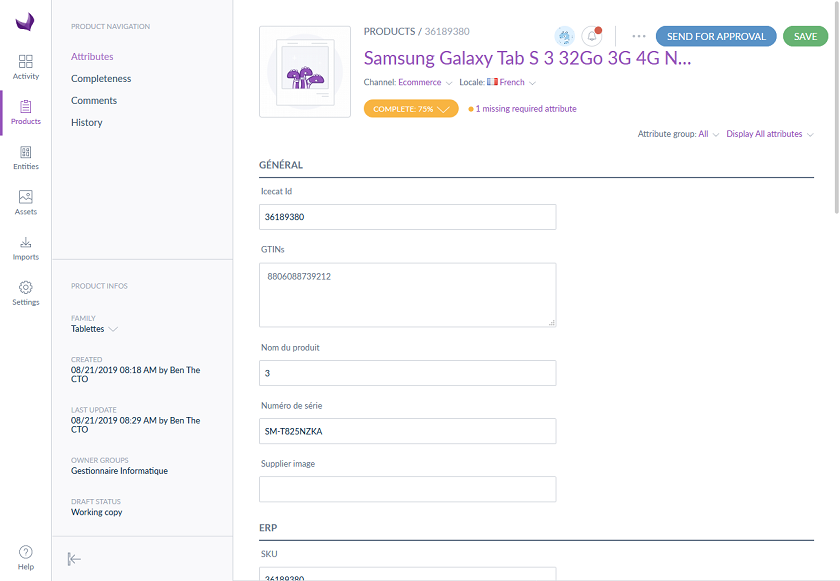 Activity
Products
Entities
Assets
Imports
Settings
Help
PRODUCT NAVIGATION
Attributes
Completeness
Comments
History
PRODUCT INFOS
FAMILY
Tablettes
CREATED
08/21/2019 08:18 AM by Ben The
CTO
LAST UPDATE
08/21/2019 08:29 AM by Ben The
CTO
OWNER GROUPS
Gestionnaire Informatique
DRAFT STATUS
Working copy
PRODUCTS / 36189380
SEND FOR APPROVAL
SAVE
Samsung Galaxy Tab S 3 32Go 3G 4G N...
Channel: Ecommerce Locale: French
COMPLETE: 75% 1 missing required attribute
Attribute group: All Display All attributes
GÉNÉRAL
Icecat Id
36189380
GTINs
8806088739212
Nom du produit
3
Numéro de série
SM-T825NZKA
Supplier image
ERP
SKU
36189380